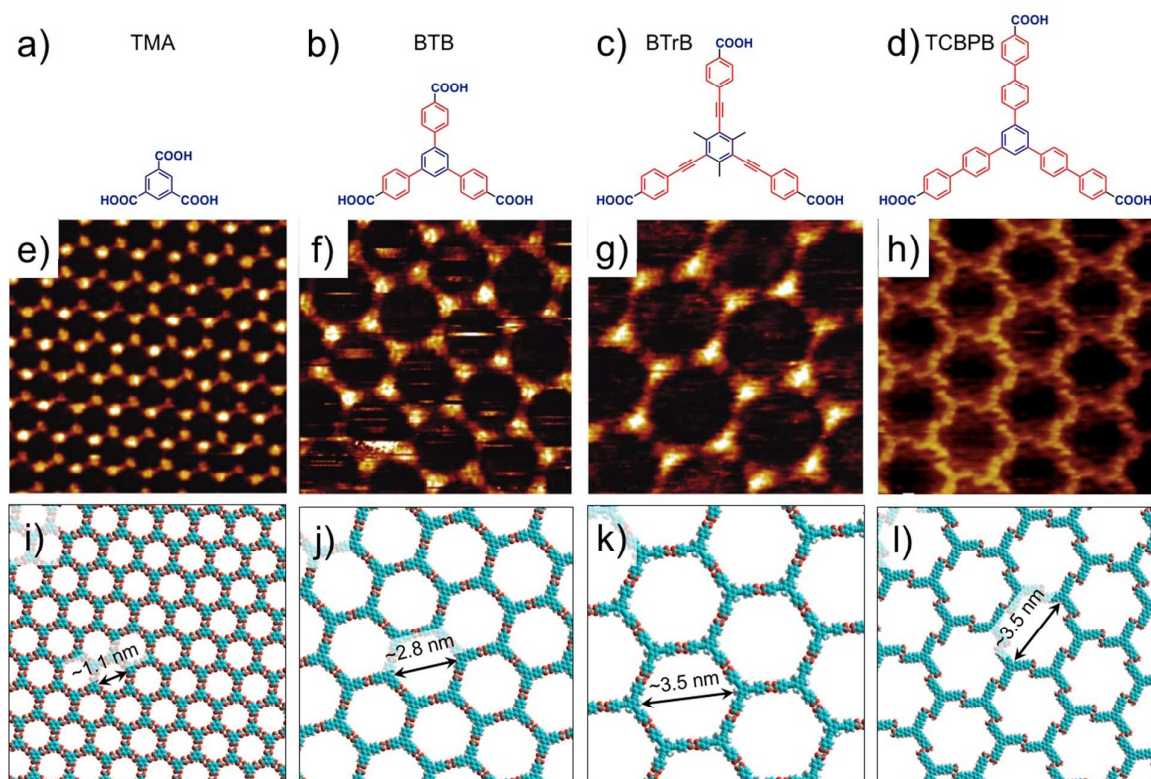 a) TMA
b) BTB
c) BTrB
d) TCBPB
COOH
HOOC COOH
COOH
HOOC COOH
COOH
HOOC COOH
COOH
HOOC COOH
e)
f)
g)
h)
i)
j)
k)
l)
~1.1 nm
~2.8 nm
~3.5 nm
~3.5 nm